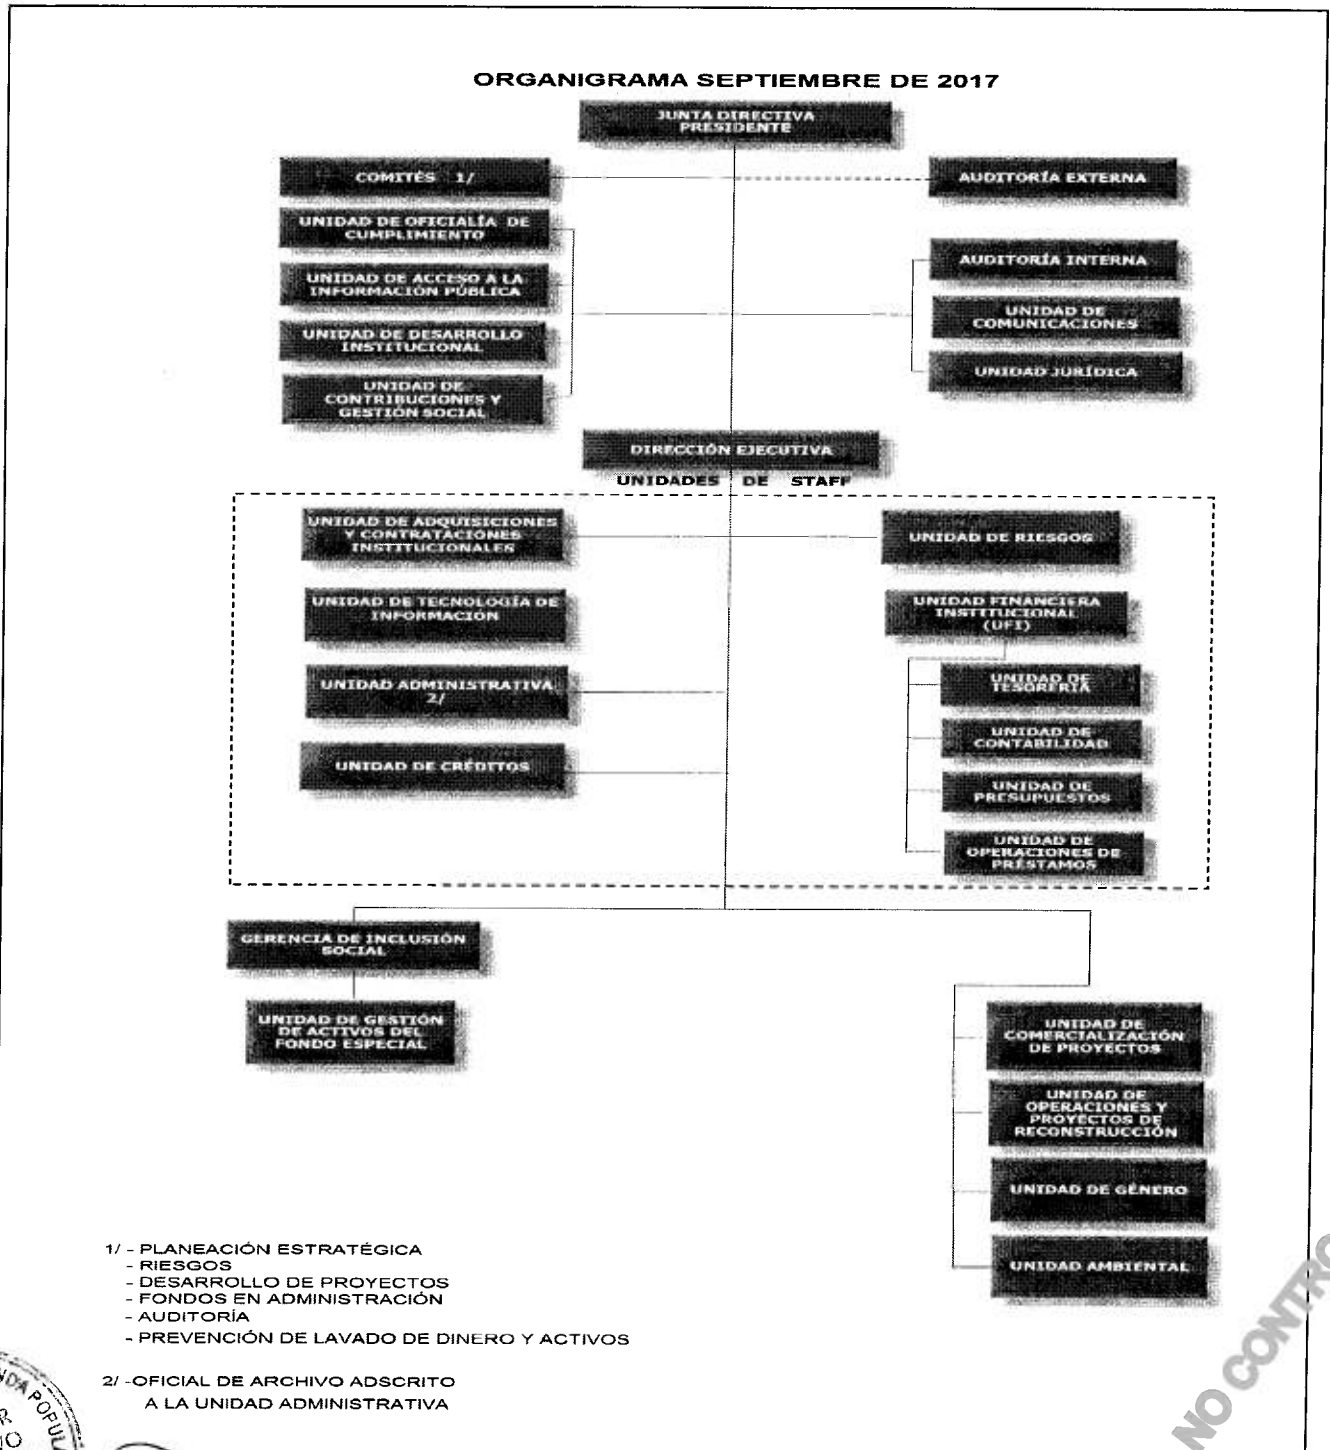 ORGANIGRAMA SEPTIEMBRE DE 2017
JUNTA DIRECTIVA
PRESIDENTE
COMITÉS 1/
AUDITORÍA EXTERNA
UNIDAD DE OFICIALÍA DE
CUMPLIMIENTO
UNIDAD DE ACCESO A LA
INFORMACIÓN PÚBLICA
UNIDAD DE DESARROLLO
INSTITUCIONAL
UNIDAD DE
CONTRIBUCIONES Y
GESTIÓN SOCIAL
AUDITORÍA INTERNA
UNIDAD DE
COMUNICACIONES
UNIDAD JURÍDICA
DIRECCIÓN EJECUTIVA
UNIDADES DE STAFF
UNIDAD DE ADQUISICIONES
Y CONTRATACIONES
INSTITUCIONALES
UNIDAD DE TECNOLOGÍA DE
INFORMACIÓN
UNIDAD ADMINISTRATIVA
2/
UNIDAD DE CRÉDITOS
UNIDAD DE RIESGOS
UNIDAD FINANCIERA
INSTITUCIONAL
(UFI)
UNIDAD DE
TESORERÍA
UNIDAD DE
CONTABILIDAD
UNIDAD DE
PRESUPUESTOS
UNIDAD DE
OPERACIONES DE
PRÉSTAMOS
GERENCIA DE INCLUSIÓN
SOCIAL
UNIDAD DE GESTIÓN
DE ACTIVOS DEL
FONDO ESPECIAL
UNIDAD DE
COMERCIALIZACIÓN
DE PROYECTOS
UNIDAD DE
OPERACIONES Y
PROYECTOS DE
RECONSTRUCCIÓN
UNIDAD DE GÉNERO
UNIDAD AMBIENTAL
1/ - PLANEACIÓN ESTRATÉGICA
- RIESGOS
- DESARROLLO DE PROYECTOS
- FONDOS EN ADMINISTRACIÓN
- AUDITORÍA
- PREVENCIÓN DE LAVADO DE DINERO Y ACTIVOS
2/ -OFICIAL DE ARCHIVO ADSCRITO
A LA UNIDAD ADMINISTRATIVA
NO CONTRO